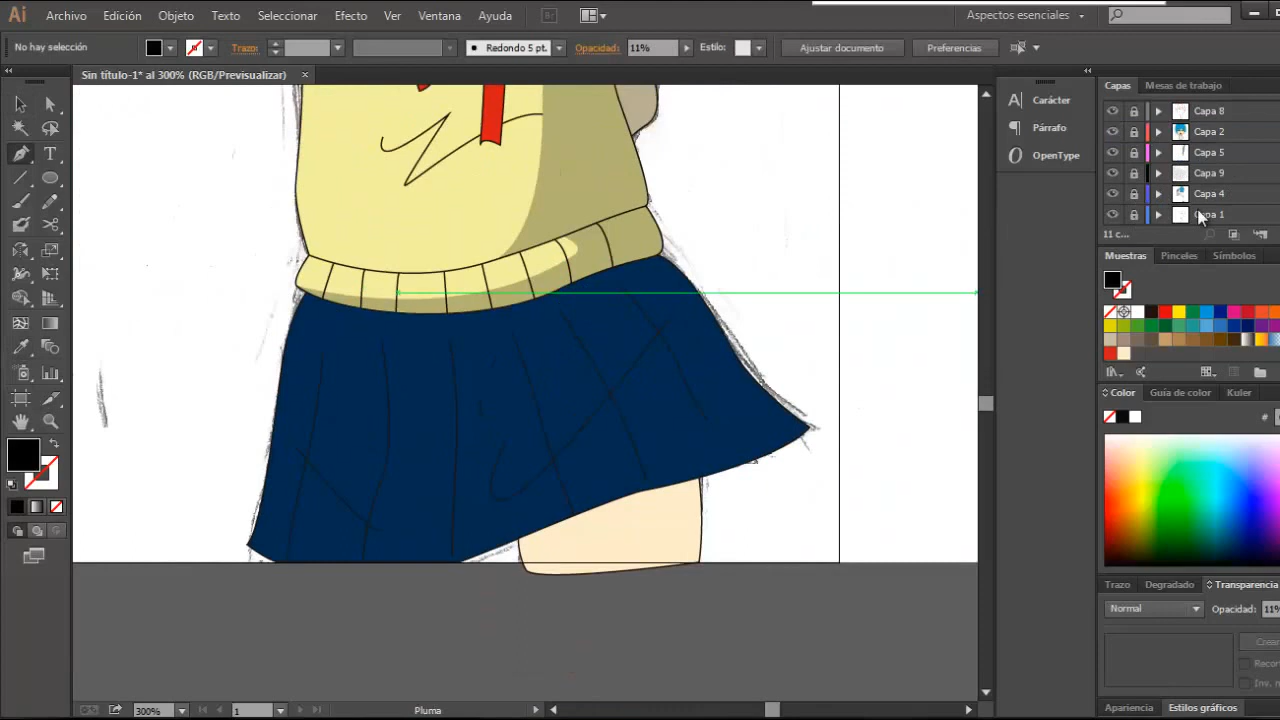 Ai Archivo Edición Objeto Texto Seleccionar Efecto Ver Ventana Ayuda Br Aspectos esenciales
No hay selección Trazo: Redondo 5 pt. Opacidad: 11% Estilo: Ajustar documento Preferencias
Sin título-1* al 300% (RGB/Previsualizar)
Carácter
Párrafo
OpenType
Capas Mesas de trabajo
Capa 8
Capa 2
Capa 5
Capa 9
Capa 4
Capa 1
11 c...
Muestras Pinceles Símbolos
Color Guía de color Kuler
#
Trazo Degradado Transparencia
Normal Opacidad: 11%
Apariencia Estilos gráficos
300% 1 Pluma